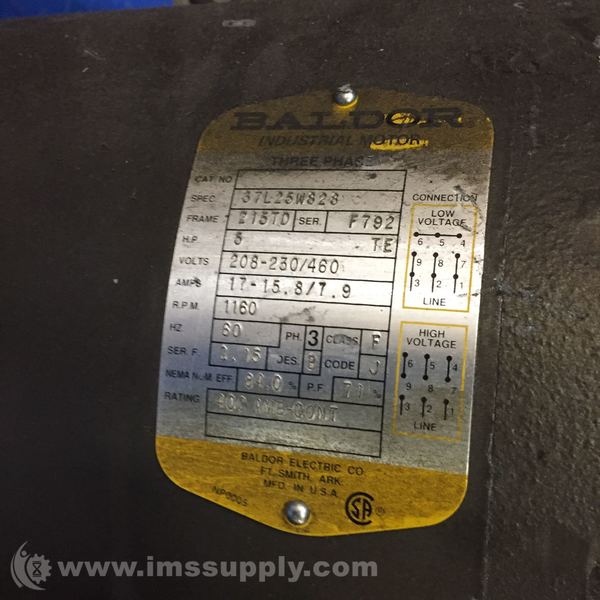 BALDOR
INDUSTRIAL MOTOR
THREE PHASE
CAT NO
SPEC. 37L25W828
FRAME 215TD SER. F792
H.P. 5 TE
VOLTS 208-230/460
AMPS 17-15.8/7.9
R.P.M. 1160
HZ 60 PH. 3 CLASS F
SER. F. 1.15 DES. B CODE J
NEMA NOM. EFF. % P.F. 71 %
RATING 40C AMB-CONT
CONNECTION
LOW
VOLTAGE
6 5 4
9 8 7
3 2 1
LINE
HIGH
VOLTAGE
6 5 4
9 8 7
3 2 1
LINE
BALDOR ELECTRIC CO.
FT. SMITH, ARK.
MFD. IN U.S.A.
SA
www.imssupply.com